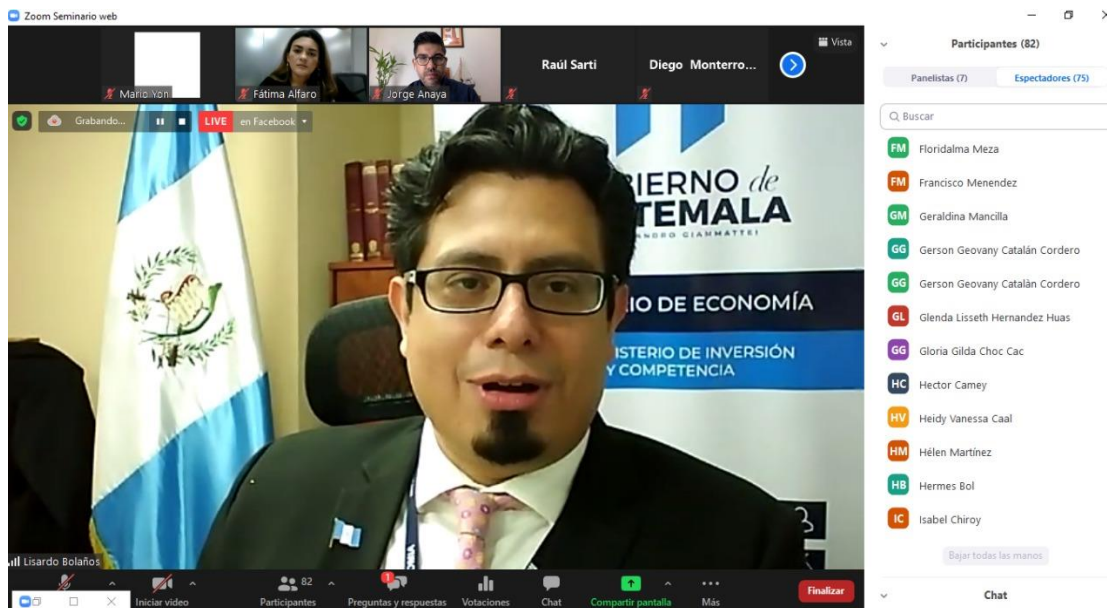 Zoom Seminario web
Vista
Mario Yon
Fátima Alfaro
Jorge Anaya
Raúl Sarti
Diego Monterro...
Grabando...
LIVE
en Facebook
IERNO de
TEMALA
ANDRO GIAMMATTEI
IO DE ECONOMÍA
ISTERIO DE INVERSIÓN
Y COMPETENCIA
Lisardo Bolaños
Iniciar video
82
Participantes
1
Preguntas y respuestas
Votaciones
Chat
Compartir pantalla
Más
Finalizar
Participantes (82)
Panelistas (7)
Espectadores (75)
Buscar
FM Floridalma Meza
FM Francisco Menendez
GM Geraldina Mancilla
GG Gerson Geovany Catalán Cordero
GG Gerson Geovany Catalàn Cordero
GL Glenda Lisseth Hernandez Huas
GG Gloria Gilda Choc Cac
HC Hector Camey
HV Heidy Vanessa Caal
HM Hélen Martínez
HB Hermes Bol
IC Isabel Chiroy
Bajar todas las manos
Chat